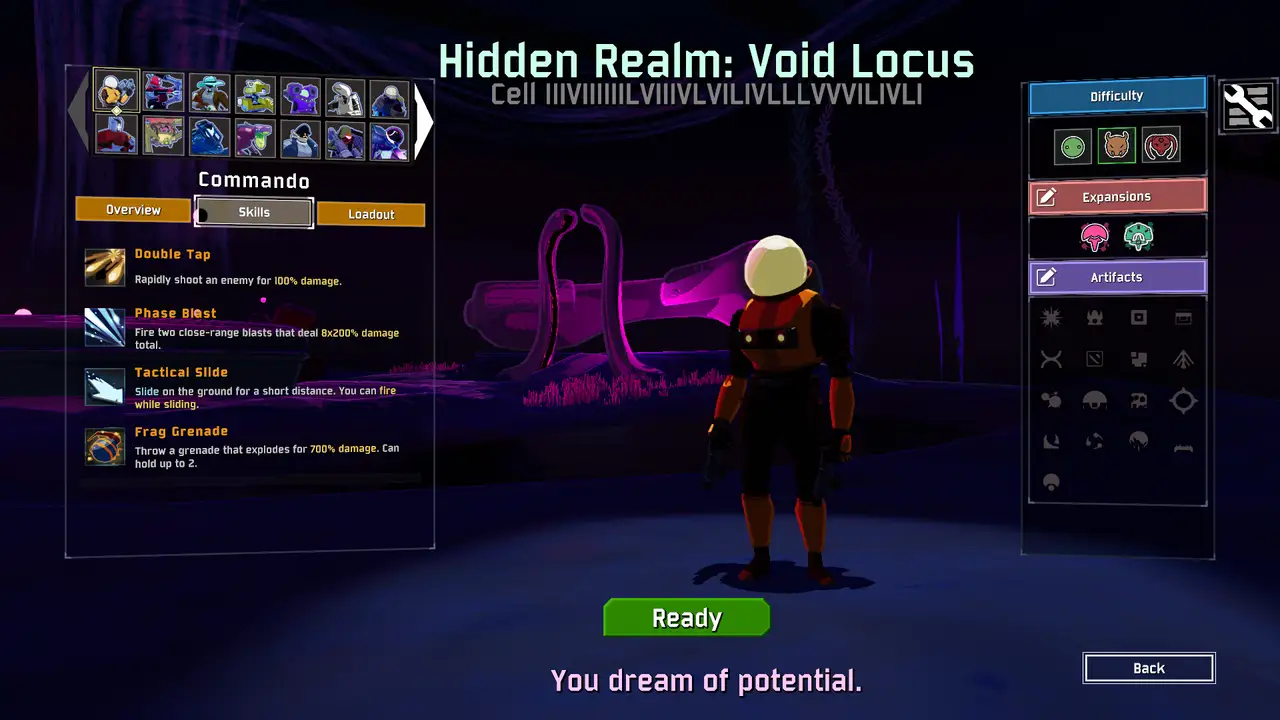 Hidden Realm: Void Locus
Cell IIIVIIIIIILVIIIVLVILIVLLLVVVILIVLI
Commando
Overview
Skills
Loadout
Double Tap
Rapidly shoot an enemy for 100% damage.
Phase Blast
Fire two close-range blasts that deal 8x200% damage
total.
Tactical Slide
Slide on the ground for a short distance. You can fire
while sliding.
Frag Grenade
Throw a grenade that explodes for 700% damage. Can
hold up to 2.
Difficulty
Expansions
Artifacts
Ready
You dream of potential.
Back